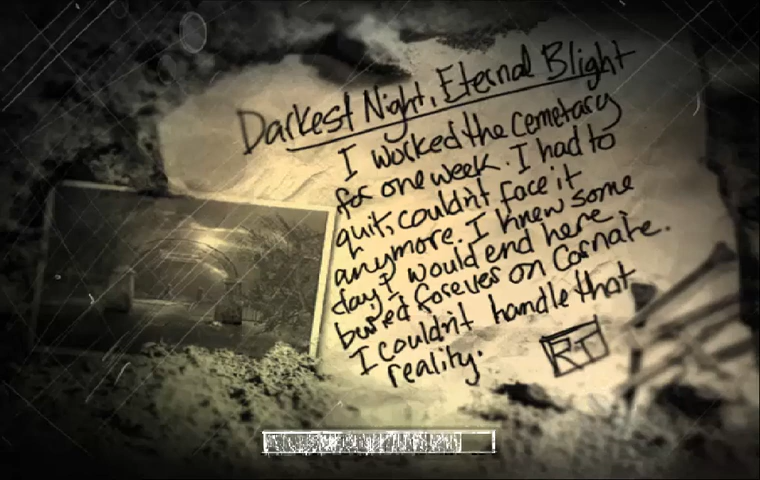 Darkest Night, Eternal Blight
I worked the Cemetary
for one week. I had to
quit, couldn't face it
anymore. I knew some
day, I would end here
buried forever on Carnate.
I couldn't handle that
reality.
RT